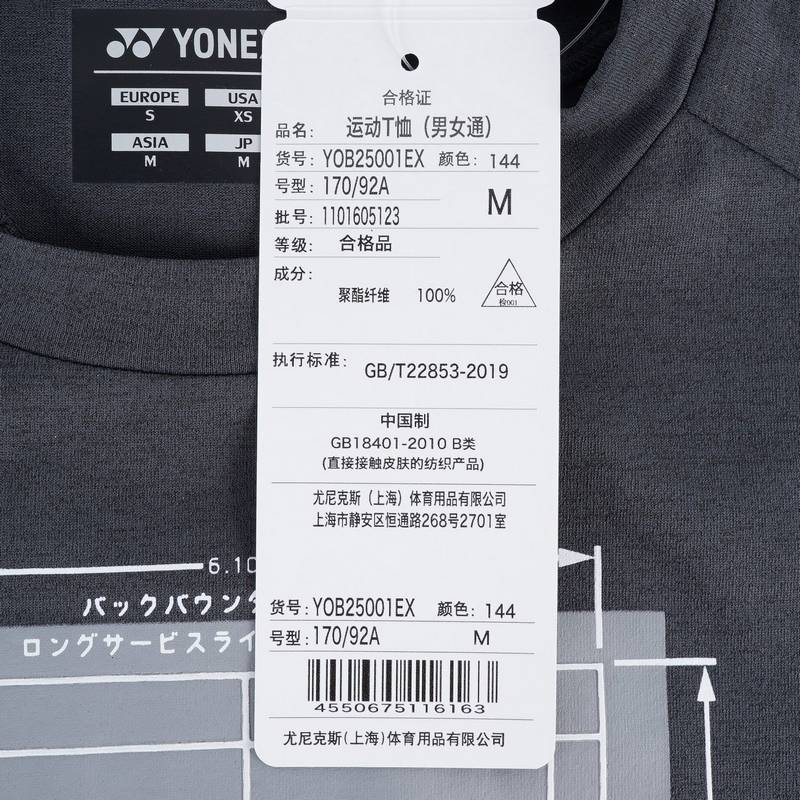 YONEX
EUROPE USA
S XS
ASIA JP
M M
合格证
品名: 运动T恤（男女通）
货号: YOB25001EX 颜色: 144
号型: 170/92A
M
批号: 1101605123
等级: 合格品
成分:
聚酯纤维 100%
合格
检001
执行标准: GB/T22853-2019
中国制
GB18401-2010 B类
(直接接触皮肤的纺织产品)
尤尼克斯（上海）体育用品有限公司
上海市静安区恒通路268号2701室
6.10
バックバウンダ
ロングサービスライ
货号: YOB25001EX 颜色: 144
号型: 170/92A M
4550675116163
尤尼克斯(上海)体育用品有限公司